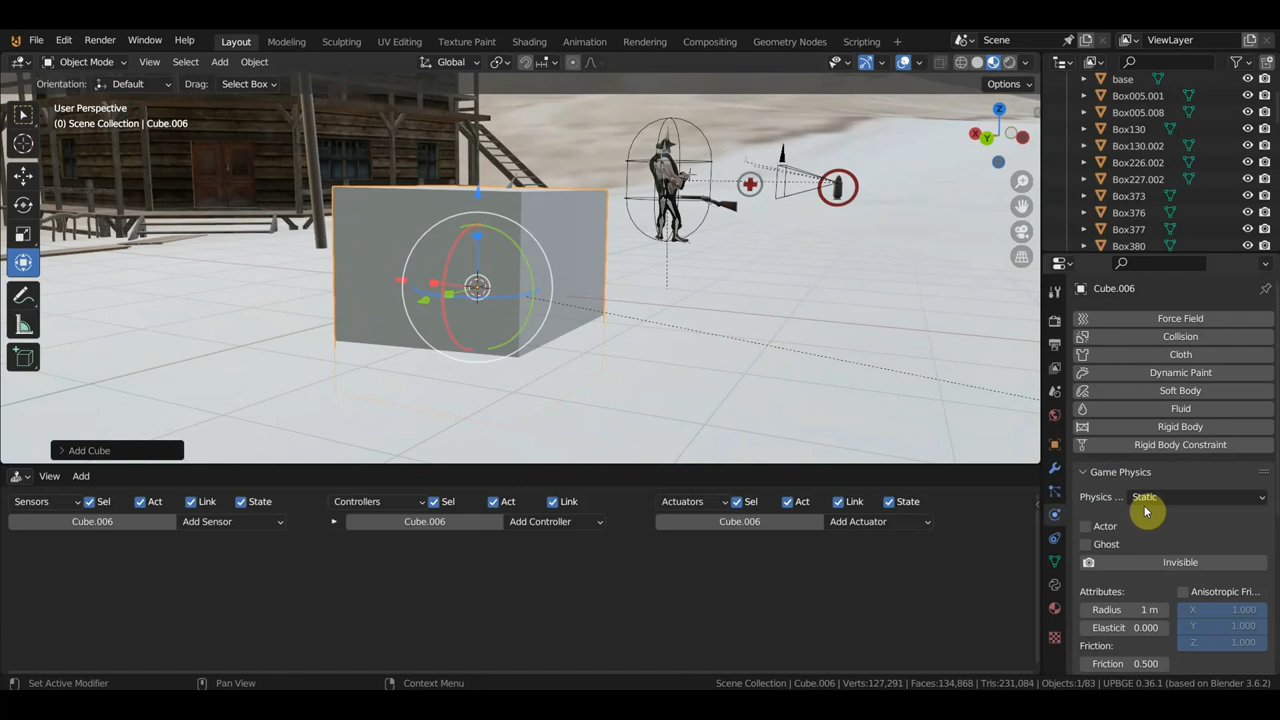 File Edit Render Window Help Layout Modeling Sculpting UV Editing Texture Paint Shading Animation Rendering Compositing Geometry Nodes Scripting + Scene ViewLayer
Object Mode View Select Add Object Global
Orientation: Default Drag: Select Box Options
User Perspective
(0) Scene Collection | Cube.006
Z
X
Y
base
Box005.001
Box005.008
Box130
Box130.002
Box226.002
Box227.002
Box373
Box376
Box377
Box380
Cube.006
Force Field
Collision
Cloth
Dynamic Paint
Soft Body
Fluid
Rigid Body
Rigid Body Constraint
Game Physics
Physics ... Static
Actor
Ghost
Invisible
Attributes: Anisotropic Fri...
Radius 1 m X 1.000
Elasticit 0.000 Y 1.000
Friction: Z 1.000
Friction 0.500
Add Cube
View Add
Sensors Sel Act Link State Controllers Sel Act Link Actuators Sel Act Link State
Cube.006 Add Sensor Cube.006 Add Controller Cube.006 Add Actuator
Set Active Modifier Pan View Context Menu Scene Collection | Cube.006 | Verts:127,291 | Faces:134,868 | Tris:231,084 | Objects:1/83 | UPBGE 0.36.1 (based on Blender 3.6.2)